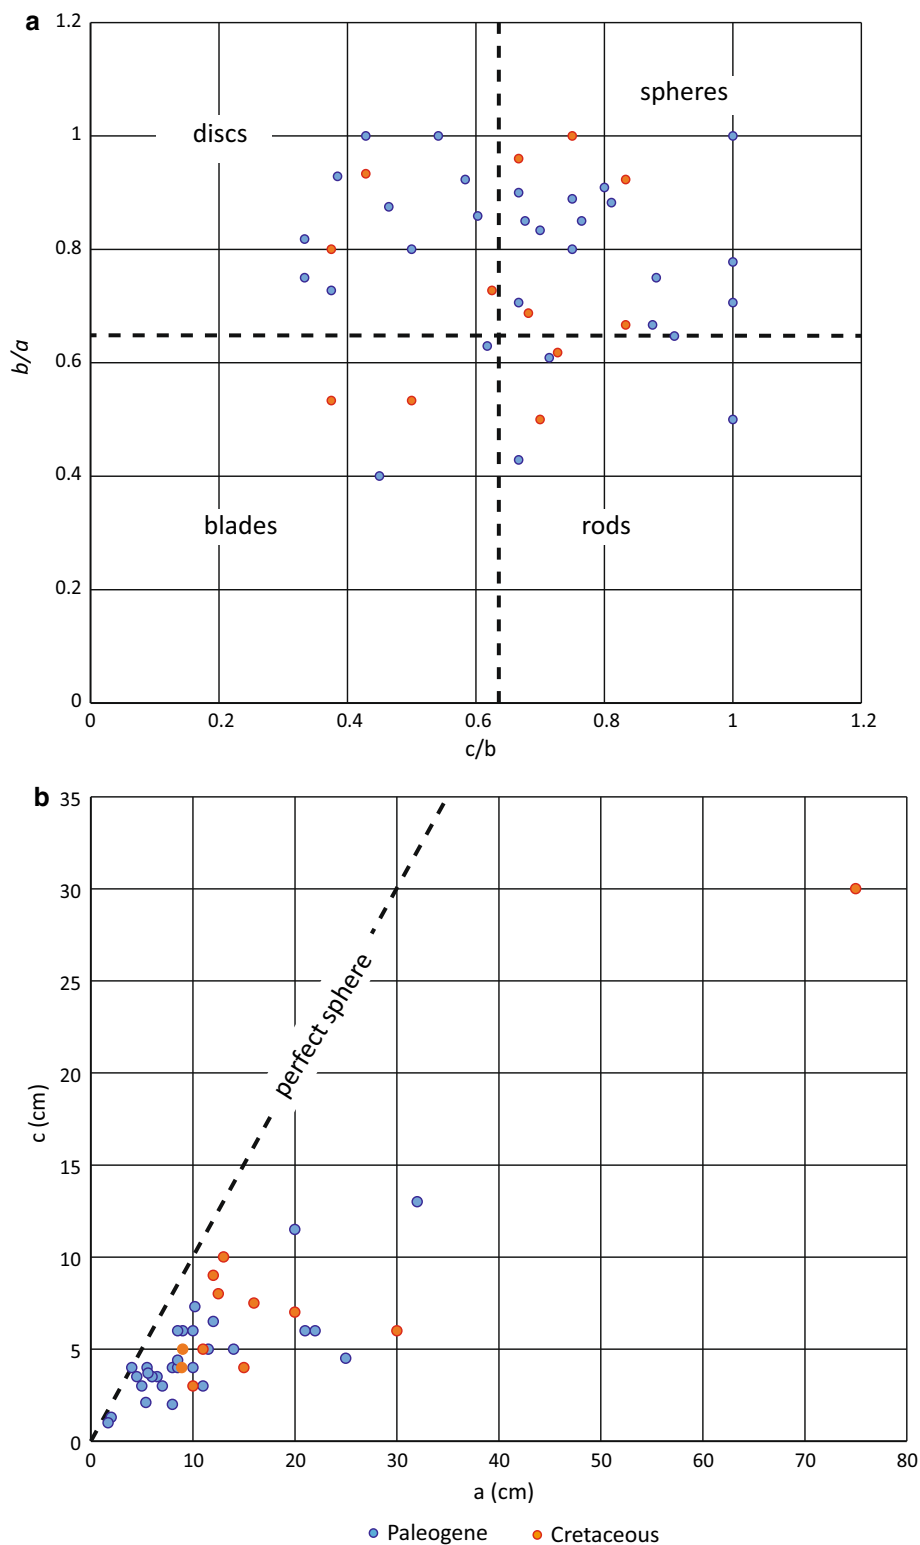 a
1.2
1
0.8
0.6
0.4
0.2
0
b/a
discs
spheres
blades
rods
0 0.2 0.4 0.6 0.8 1 1.2
c/b
b
35
30
25
20
15
10
5
0
c (cm)
perfect sphere
0 10 20 30 40 50 60 70 80
a (cm)
Paleogene Cretaceous